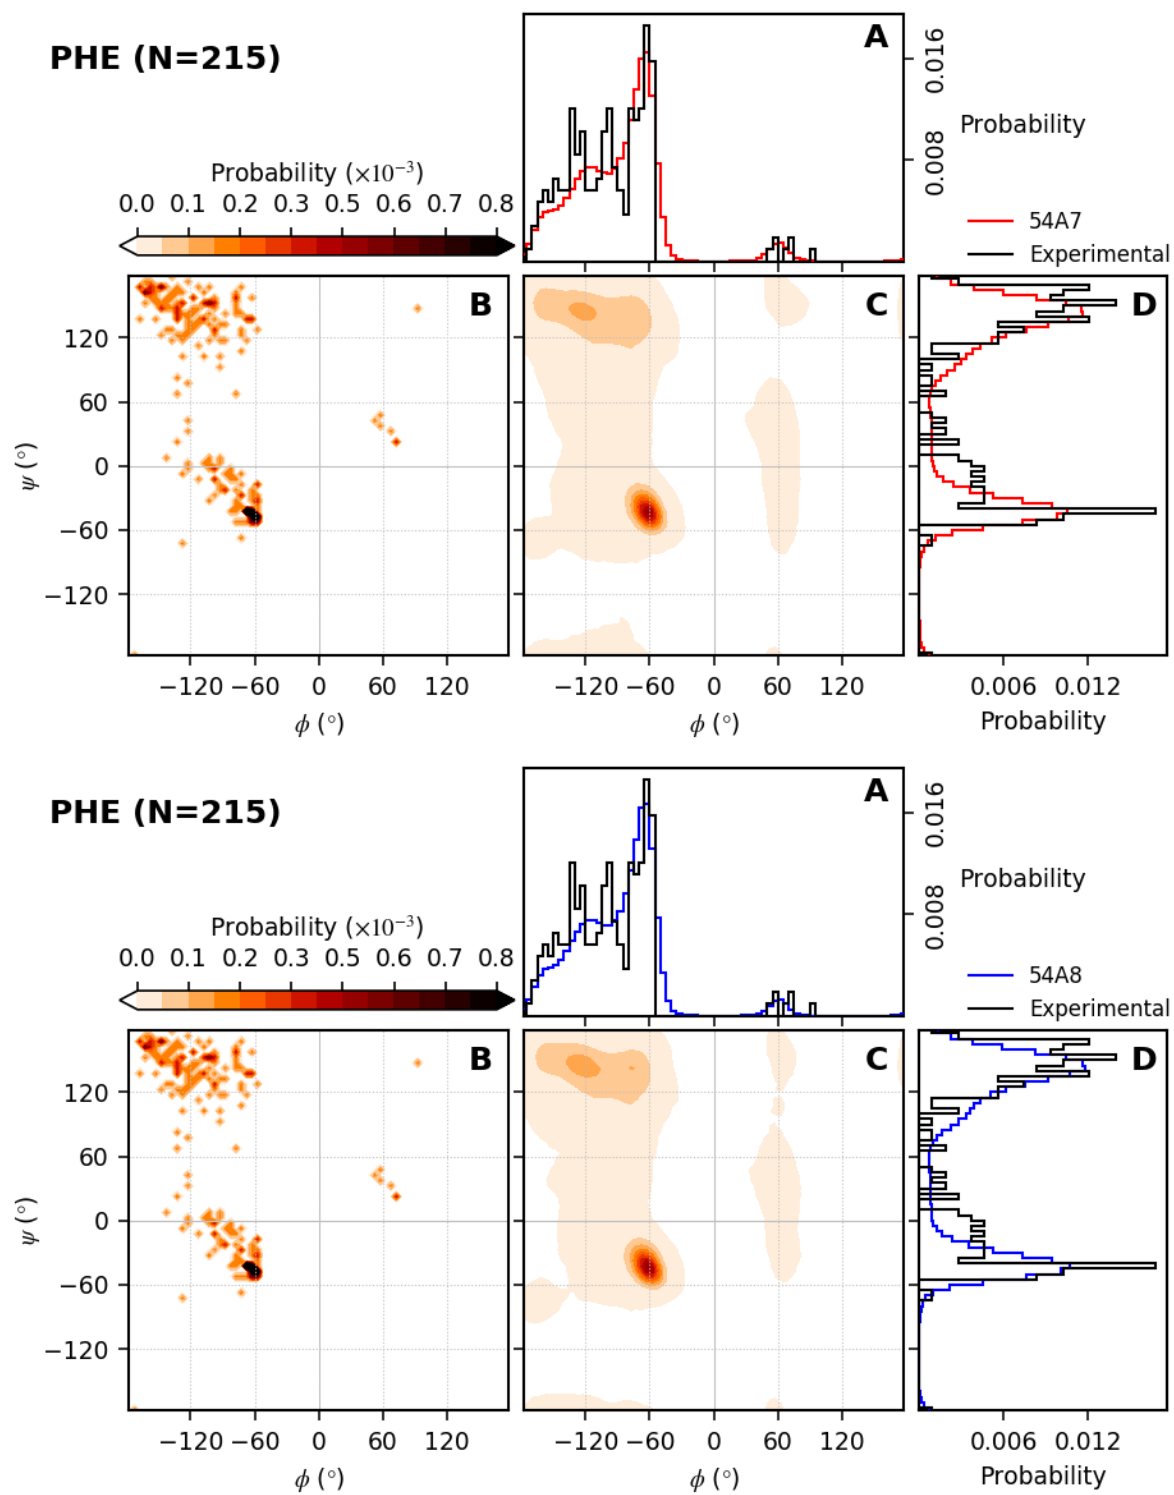 PHE (N=215)
A
0.016
0.008
Probability
Probability (×10⁻³)
0.0 0.1 0.2 0.3 0.4 0.5 0.6 0.7 0.8
54A7
Experimental
B
C
D
120
60
0
−60
−120
ψ (°)
−120 −60 0 60 120
−120 −60 0 60 120
0.006 0.012
ϕ (°)
ϕ (°)
Probability
PHE (N=215)
A
0.016
0.008
Probability
Probability (×10⁻³)
0.0 0.1 0.2 0.3 0.4 0.5 0.6 0.7 0.8
54A8
Experimental
B
C
D
120
60
0
−60
−120
ψ (°)
−120 −60 0 60 120
−120 −60 0 60 120
0.006 0.012
ϕ (°)
ϕ (°)
Probability